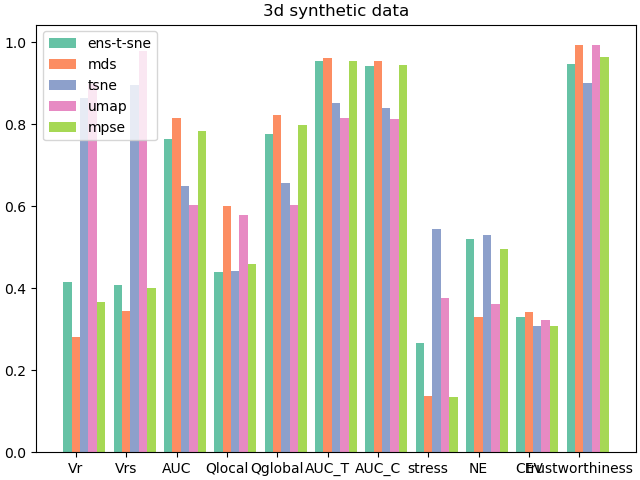 3d synthetic data
ens-t-sne
mds
tsne
umap
mpse
1.0
0.8
0.6
0.4
0.2
0.0
Vr Vrs AUC Qlocal Qglobal AUC_T AUC_C stress NE CEV trustworthiness